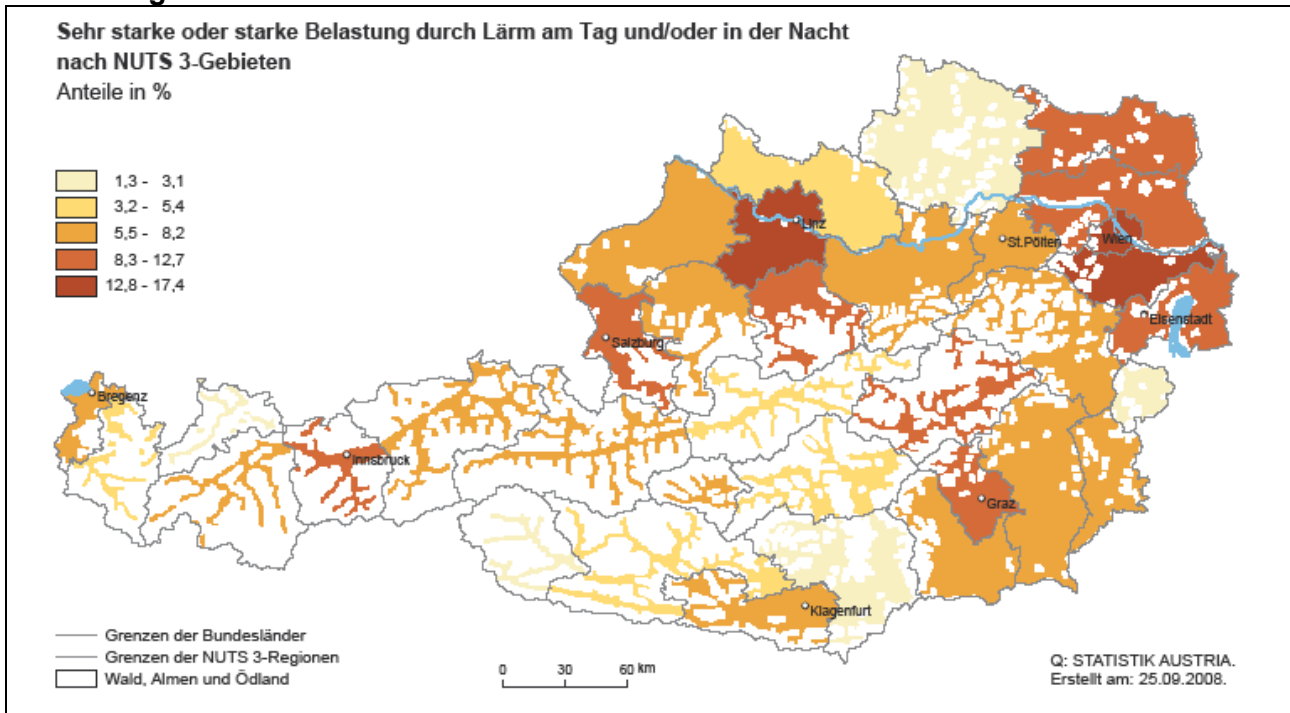 Sehr starke oder starke Belastung durch Lärm am Tag und/oder in der Nacht
nach NUTS 3-Gebieten
Anteile in %
1,3 - 3,1
3,2 - 5,4
5,5 - 8,2
8,3 - 12,7
12,8 - 17,4
Linz
St.Pölten
Wien
Eisenstadt
Salzburg
Bregenz
Innsbruck
Graz
Klagenfurt
Grenzen der Bundesländer
Grenzen der NUTS 3-Regionen
Wald, Almen und Ödland
0 30 60 km
Q: STATISTIK AUSTRIA.
Erstellt am: 25.09.2008.